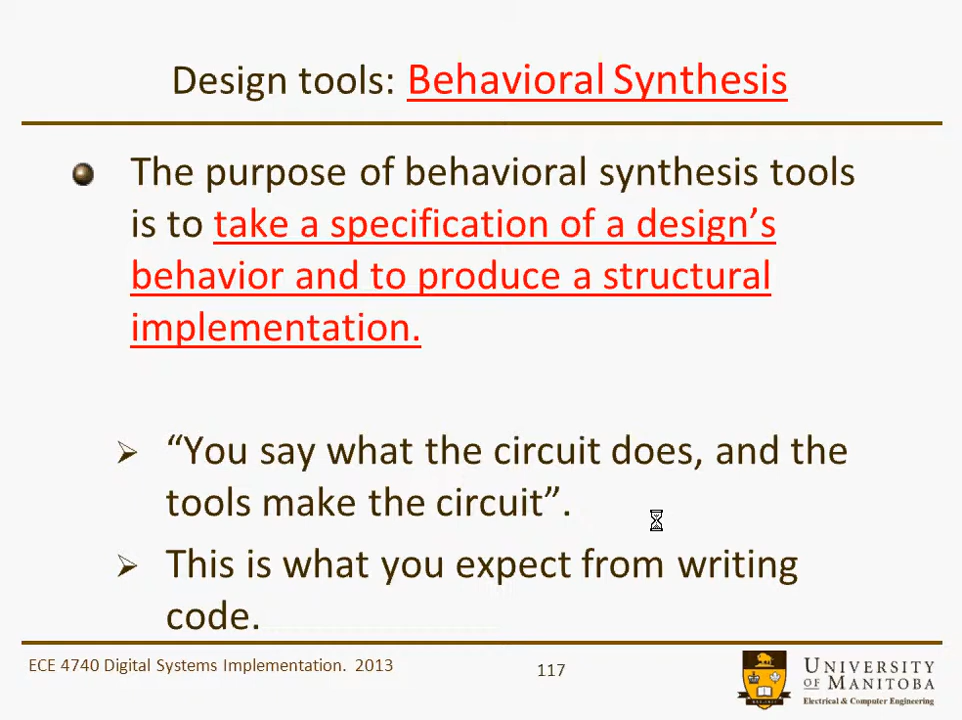 Design tools: Behavioral Synthesis
The purpose of behavioral synthesis tools
is to take a specification of a design’s
behavior and to produce a structural
implementation.
“You say what the circuit does, and the
tools make the circuit”.
This is what you expect from writing
code.
ECE 4740 Digital Systems Implementation. 2013
117
UNIVERSITY
OF MANITOBA
Electrical & Computer Engineering